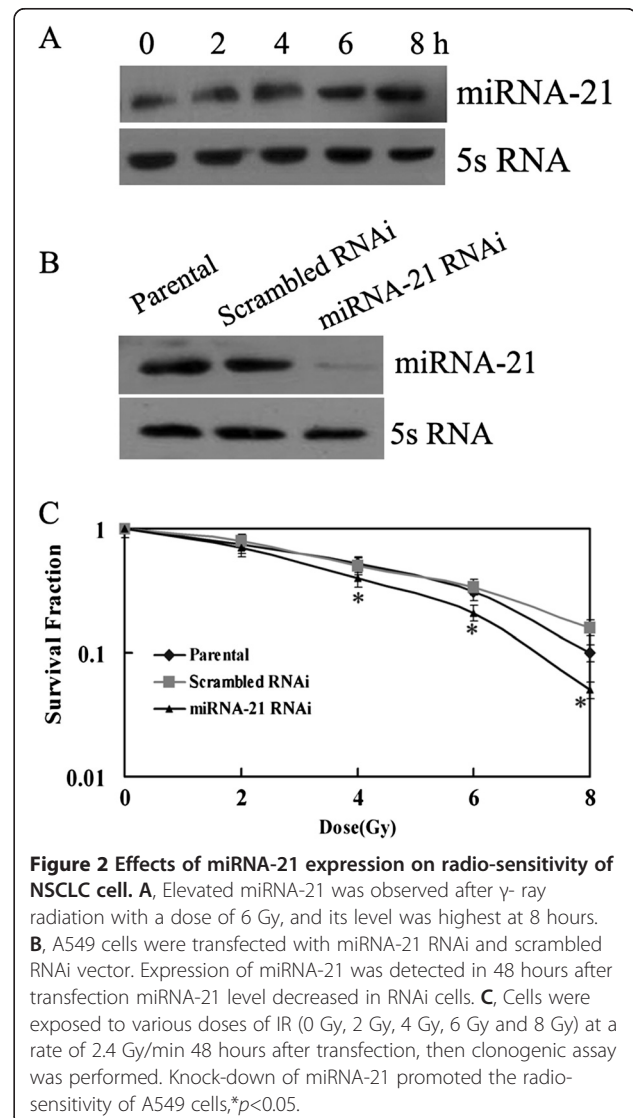 A
0 2 4 6 8 h
miRNA-21
5s RNA
B
Parental
Scrambled RNAi
miRNA-21 RNAi
miRNA-21
5s RNA
C
Survival Fraction
1
0.1
0.01
Parental
Scrambled RNAi
miRNA-21 RNAi
*
*
*
0 2 4 6 8
Dose(Gy)
Figure 2 Effects of miRNA-21 expression on radio-sensitivity of
NSCLC cell. A, Elevated miRNA-21 was observed after γ- ray
radiation with a dose of 6 Gy, and its level was highest at 8 hours.
B, A549 cells were transfected with miRNA-21 RNAi and scrambled
RNAi vector. Expression of miRNA-21 was detected in 48 hours after
transfection miRNA-21 level decreased in RNAi cells. C, Cells were
exposed to various doses of IR (0 Gy, 2 Gy, 4 Gy, 6 Gy and 8 Gy) at a
rate of 2.4 Gy/min 48 hours after transfection, then clonogenic assay
was performed. Knock-down of miRNA-21 promoted the radio-
sensitivity of A549 cells,*p<0.05.